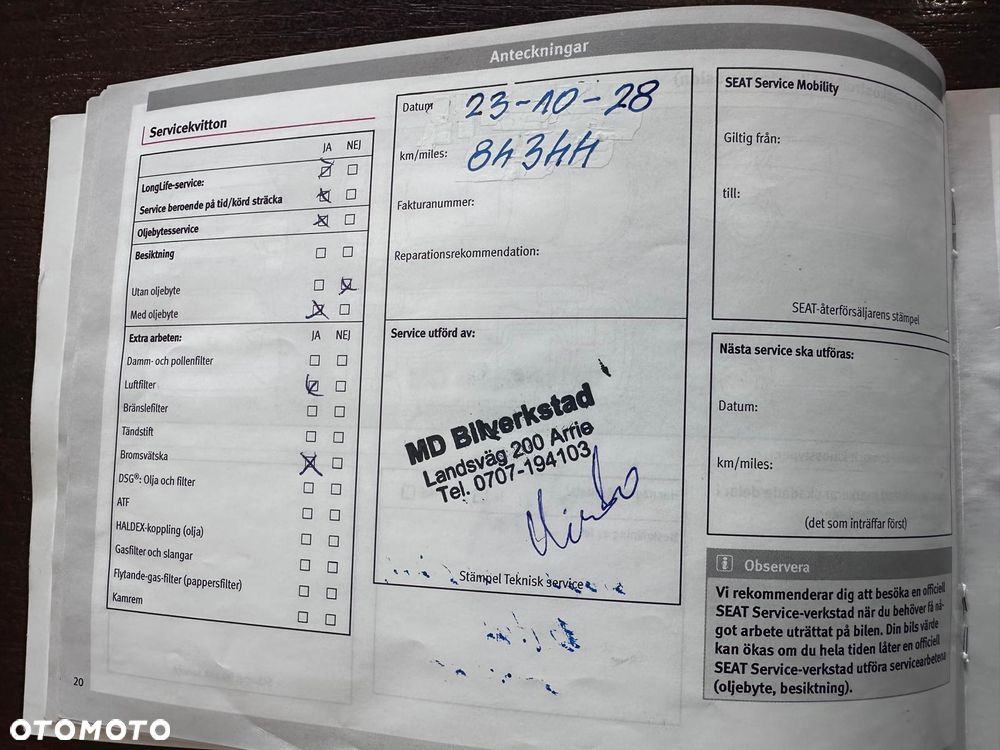 Anteckningar
Servicekvitton
JA NEJ
LongLife-service:
Service beroende på tid/körd sträcka
Oljebytesservice
Besiktning
Utan oljebyte
Med oljebyte
Extra arbeten: JA NEJ
Damm- och pollenfilter
Luftfilter
Bränslefilter
Tändstift
Bromsvätska
DSG®: Olja och filter
ATF
HALDEX-koppling (olja)
Gasfilter och slangar
Flytande-gas-filter (pappersfilter)
Kamrem
20
Datum : 23-10-28
km/miles: 84344
Fakturanummer:
Reparationsrekommendation:
Service utförd av:
MD Bilverkstad
Landsväg 200 Arrie
Tel. 0707-194103
Stämpel Teknisk service
SEAT Service Mobility
Giltig från:
till:
SEAT-återförsäljarens stämpel
Nästa service ska utföras:
Datum:
km/miles:
(det som inträffar först)
i Observera
Vi rekommenderar dig att besöka en officiell
SEAT Service-verkstad när du behöver få nå-
got arbete uträttat på bilen. Din bils värde
kan ökas om du hela tiden låter en officiell
SEAT Service-verkstad utföra servicearbetena
(oljebyte, besiktning).
OTOMOTO